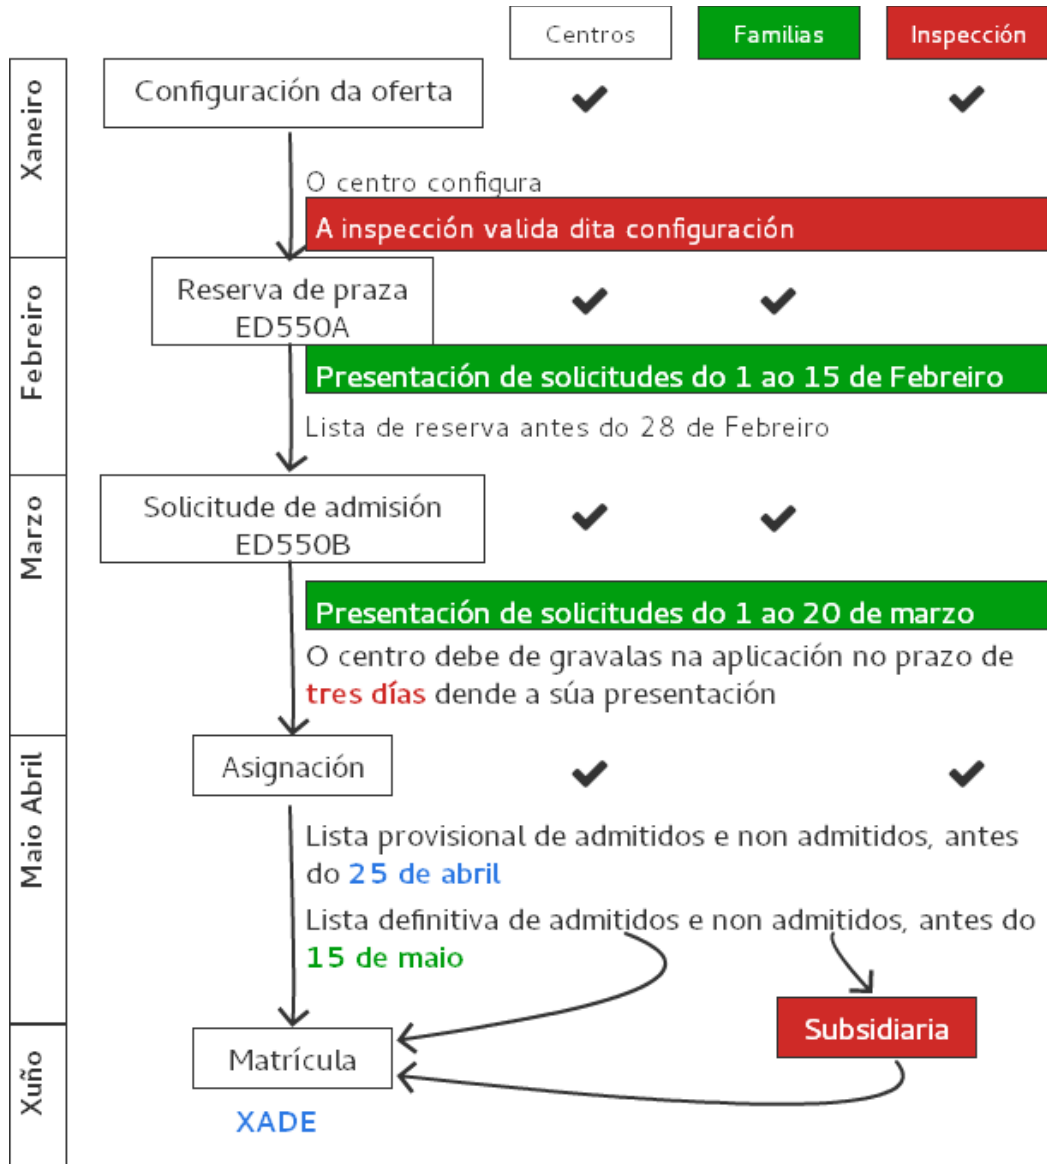 Centros
Familias
Inspección
Xaneiro
Configuración da oferta
O centro configura
A inspección valida dita configuración
Febreiro
Reserva de praza
ED550A
Presentación de solicitudes do 1 ao 15 de Febreiro
Lista de reserva antes do 28 de Febreiro
Marzo
Solicitude de admisión
ED550B
Presentación de solicitudes do 1 ao 20 de marzo
O centro debe de gravalas na aplicación no prazo de
tres días dende a súa presentación
Maio Abril
Asignación
Lista provisional de admitidos e non admitidos, antes
do 25 de abril
Lista definitiva de admitidos e non admitidos, antes do
15 de maio
Subsidiaria
Xuño
Matrícula
XADE